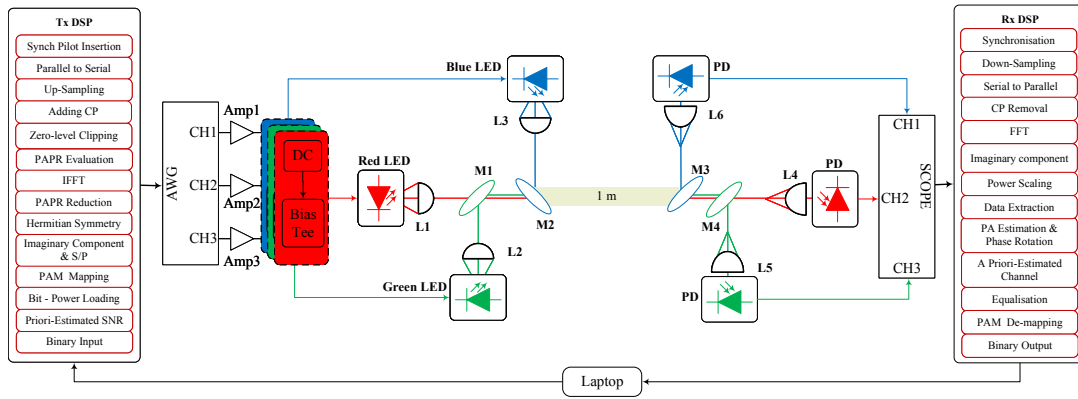 Tx DSP
Synch Pilot Insertion
Parallel to Serial
Up-Sampling
Adding CP
Zero-level Clipping
PAPR Evaluation
IFFT
PAPR Reduction
Hermitian Symmetry
Imaginary Component
& S/P
PAM Mapping
Bit - Power Loading
Priori-Estimated SNR
Binary Input
AWG
CH1
CH2
CH3
Amp1
Amp2
Amp3
DC
Bias
Tee
Blue LED
L3
Red LED
L1
M1
M2
L2
Green LED
1 m
PD
L6
M3
M4
L4
PD
L5
PD
CH1
CH2
CH3
SCOPE
Rx DSP
Synchronisation
Down-Sampling
Serial to Parallel
CP Removal
FFT
Imaginary component
Power Scaling
Data Extraction
PA Estimation &
Phase Rotation
A Priori-Estimated
Channel
Equalisation
PAM De-mapping
Binary Output
Laptop